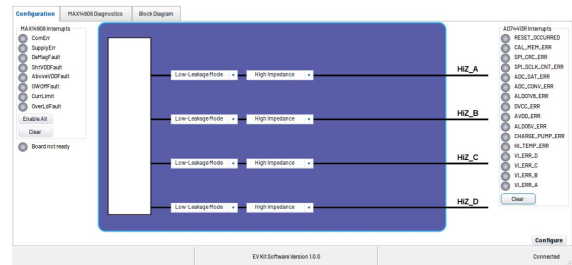 Configuration
MAX14906 Diagnostics
Block Diagram
MAX14906 Interrupts
ComErr
SupplyErr
DeMagFault
ShtVDDFault
AboveVDDFault
OWOffFault
CurrLimit
OverLdFault
Enable All
Clear
Board not ready
Low-Leakage Mode
High Impedance
HiZ_A
Low-Leakage Mode
High Impedance
HiZ_B
Low-Leakage Mode
High Impedance
HiZ_C
Low-Leakage Mode
High Impedance
HiZ_D
AD74413R Interrupts
RESET_OCCURRED
CAL_MEM_ERR
SPI_CRC_ERR
SPI_SCLK_CNT_ERR
ADC_SAT_ERR
ADC_CONV_ERR
ALDO1V8_ERR
DVCC_ERR
AVDD_ERR
ALDO5V_ERR
CHARGE_PUMP_ERR
HI_TEMP_ERR
VI_ERR_D
VI_ERR_C
VI_ERR_B
VI_ERR_A
Clear
Configure
EV Kit Software Version 1.0.0
Connected